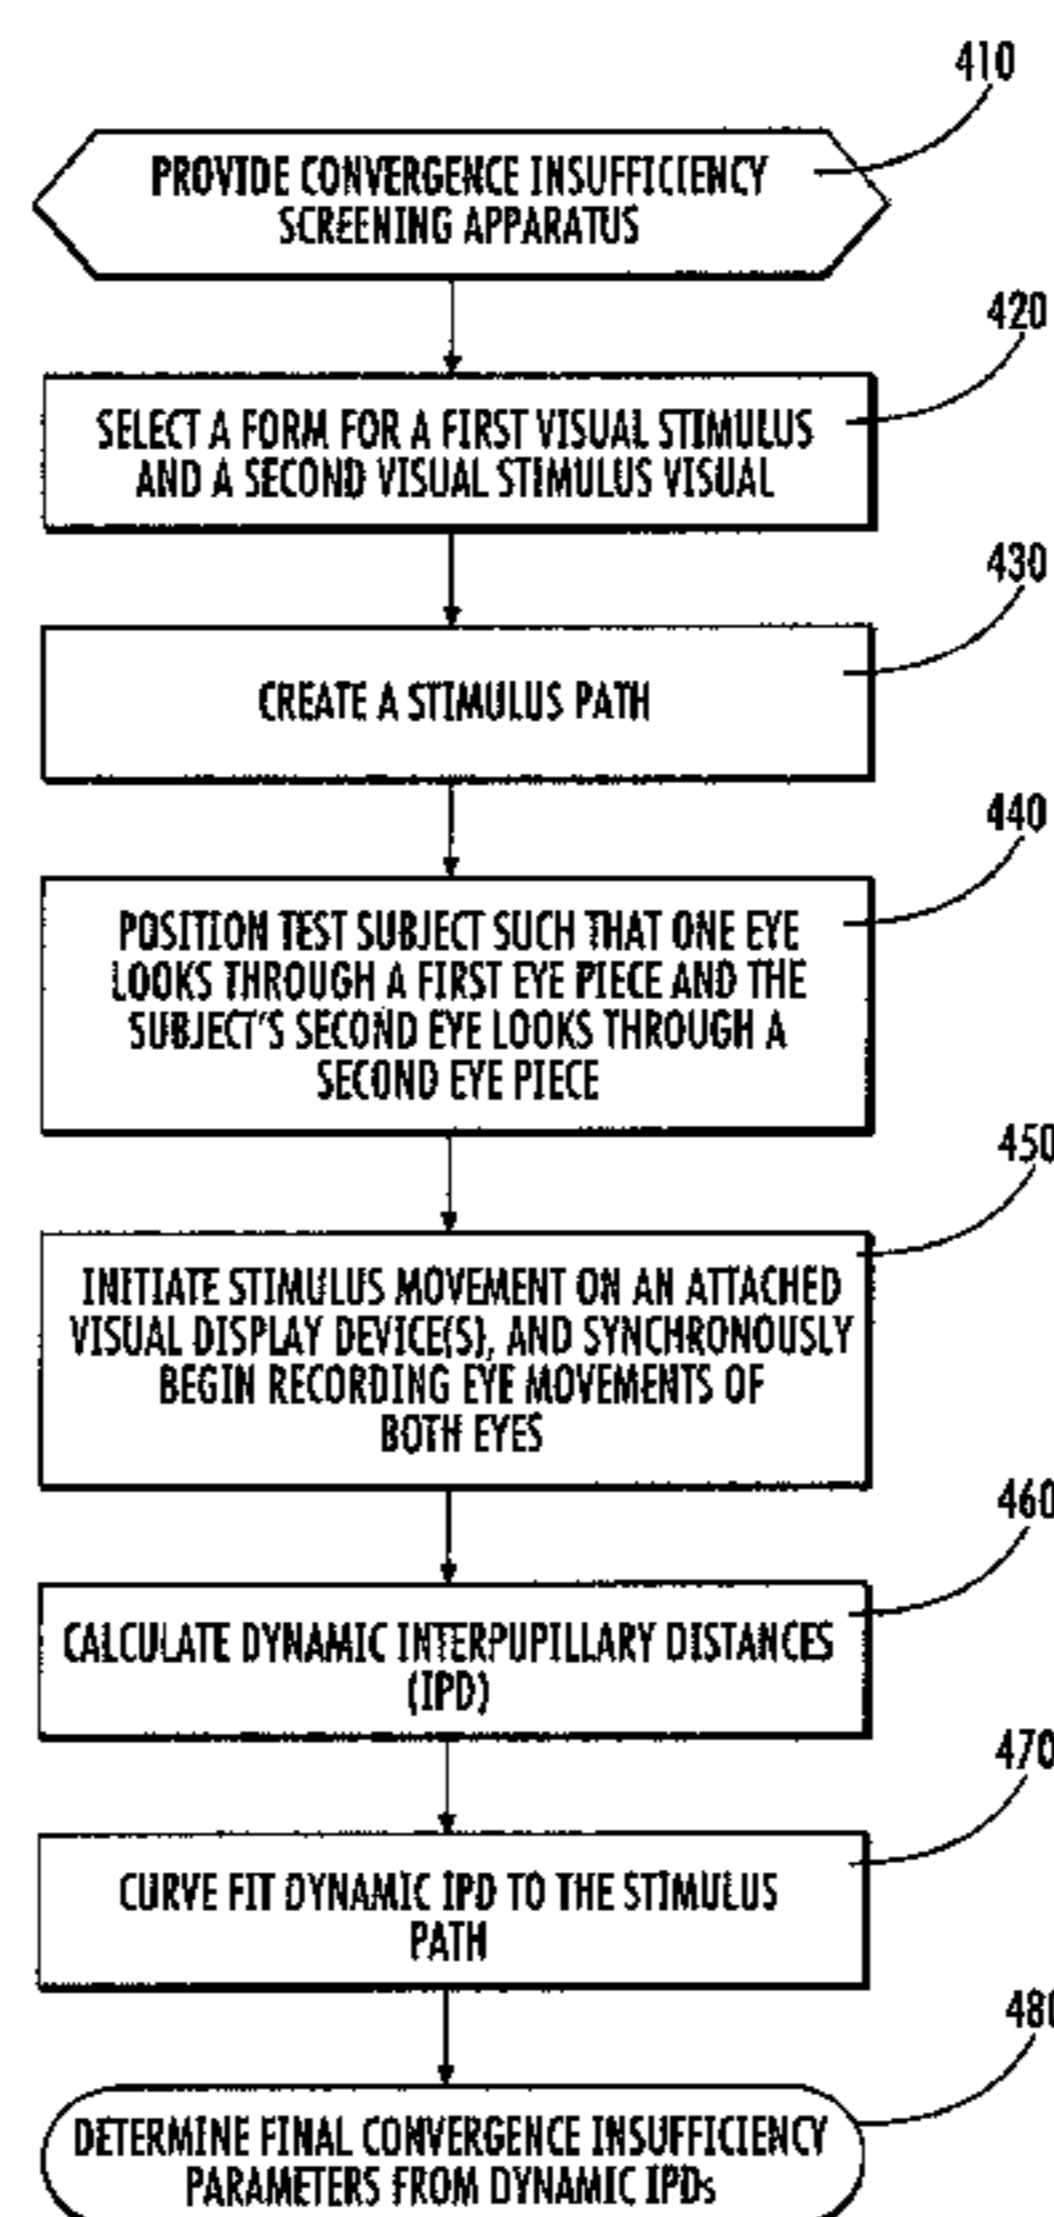 410
PROVIDE CONVERGENCE INSUFFICIENCY
SCREENING APPARATUS
420
SELECT A FORM FOR A FIRST VISUAL STIMULUS
AND A SECOND VISUAL STIMULUS VISUAL
430
CREATE A STIMULUS PATH
440
POSITION TEST SUBJECT SUCH THAT ONE EYE
LOOKS THROUGH A FIRST EYE PIECE AND THE
SUBJECT'S SECOND EYE LOOKS THROUGH A
SECOND EYE PIECE
450
INITIATE STIMULUS MOVEMENT ON AN ATTACHED
VISUAL DISPLAY DEVICE(S), AND SYNCHRONOUSLY
BEGIN RECORDING EYE MOVEMENTS OF
BOTH EYES
460
CALCULATE DYNAMIC INTERPUPILLARY DISTANCES
(IPD)
470
CURVE FIT DYNAMIC IPD TO THE STIMULUS
PATH
480
DETERMINE FINAL CONVERGENCE INSUFFICIENCY
PARAMETERS FROM DYNAMIC IPDs